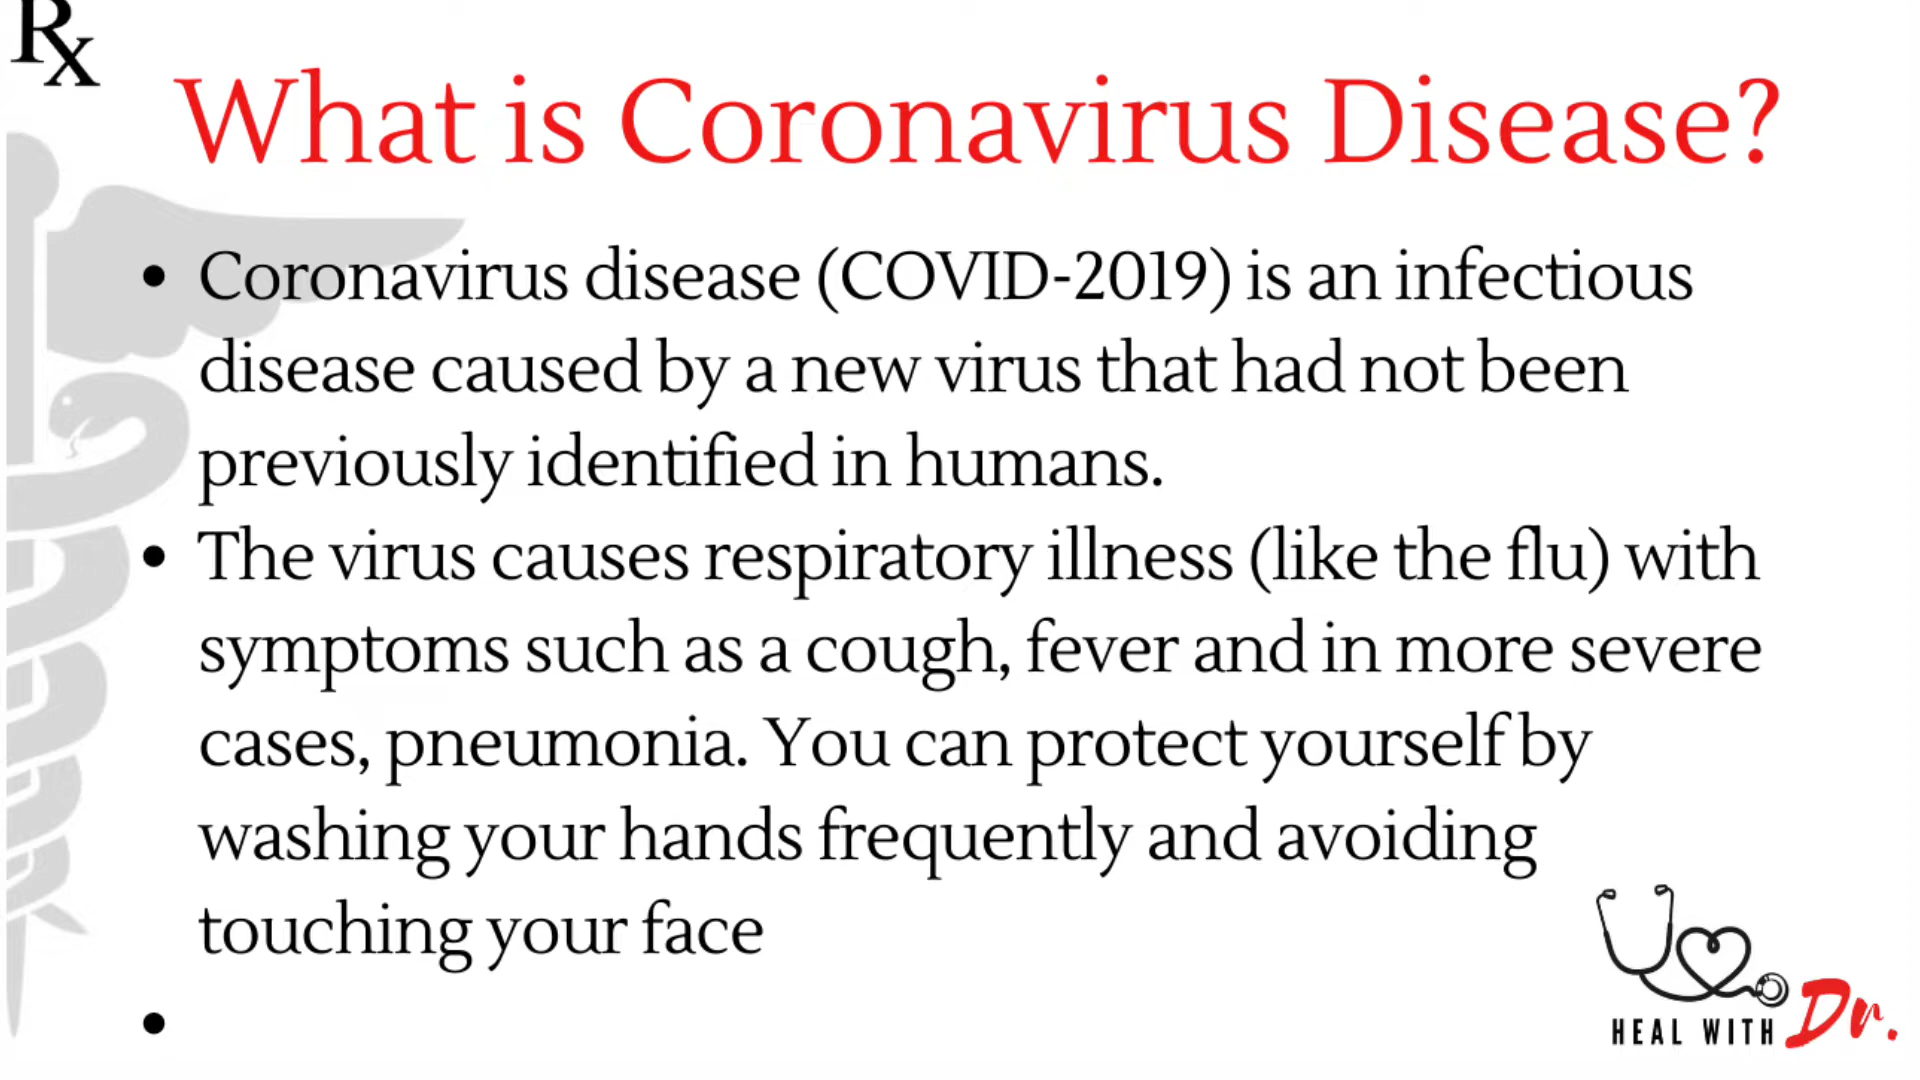 Rx
What is Coronavirus Disease?
• Coronavirus disease (COVID-2019) is an infectious
disease caused by a new virus that had not been
previously identified in humans.
• The virus causes respiratory illness (like the flu) with
symptoms such as a cough, fever and in more severe
cases, pneumonia. You can protect yourself by
washing your hands frequently and avoiding
touching your face
•
HEAL WITH Dr.